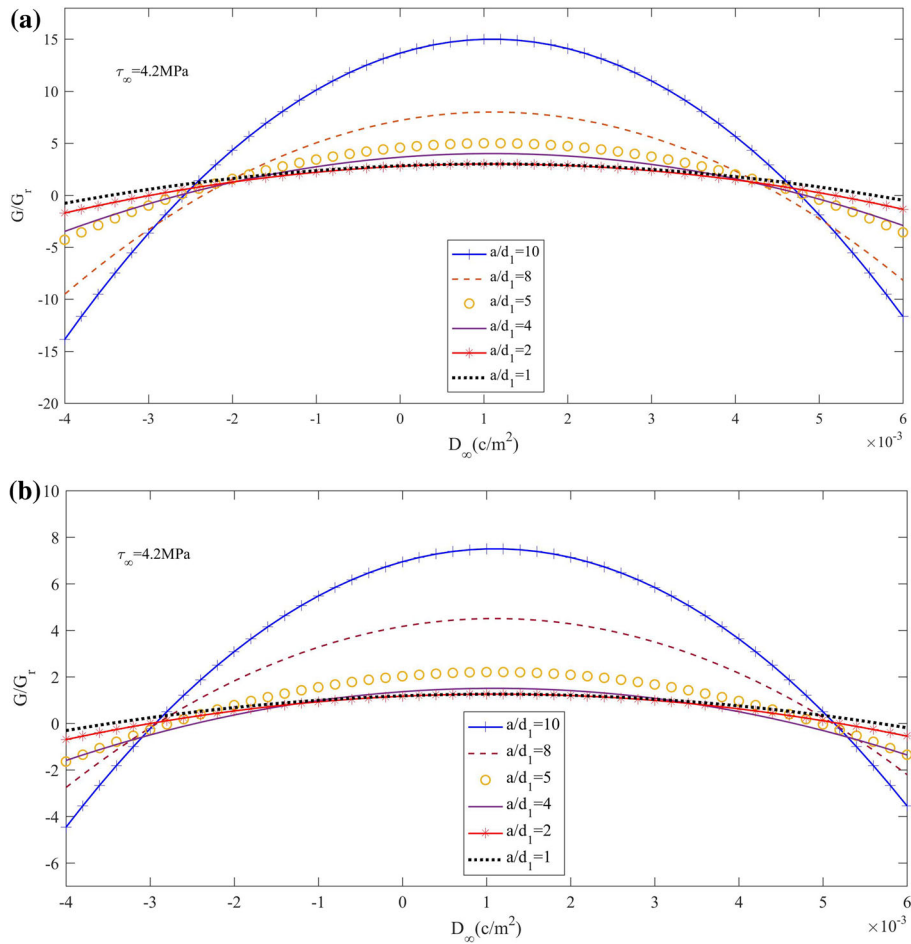 (a)
τ∞=4.2MPa
G/Gr
15
10
5
0
-5
-10
-15
-20
a/d1=10
a/d1=8
a/d1=5
a/d1=4
a/d1=2
a/d1=1
-4 -3 -2 -1 0 1 2 3 4 5 6
D∞(c/m²)
×10⁻³
(b)
τ∞=4.2MPa
G/Gr
10
8
6
4
2
0
-2
-4
-6
a/d1=10
a/d1=8
a/d1=5
a/d1=4
a/d1=2
a/d1=1
-4 -3 -2 -1 0 1 2 3 4 5 6
D∞(c/m²)
×10⁻³